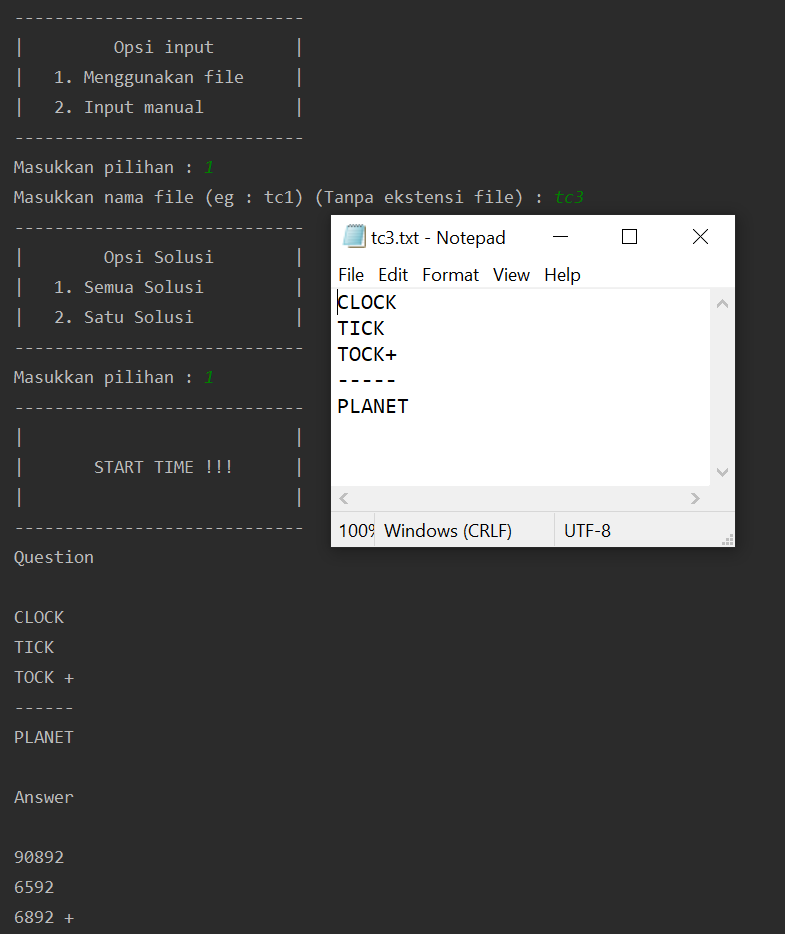 ----------------------------
|         Opsi input        |
|   1. Menggunakan file     |
|   2. Input manual         |
----------------------------
Masukkan pilihan : 1
Masukkan nama file (eg : tc1) (Tanpa ekstensi file) : tc3
----------------------------
|        Opsi Solusi        |
|   1. Semua Solusi         |
|   2. Satu Solusi          |
----------------------------
Masukkan pilihan : 1
----------------------------
|                           |
|       START TIME !!!      |
|                           |
----------------------------
Question
CLOCK
TICK
TOCK +
------
PLANET
Answer
90892
6592
6892 +
tc3.txt - Notepad
File Edit Format View Help
CLOCK
TICK
TOCK+
-----
PLANET
100% Windows (CRLF) UTF-8